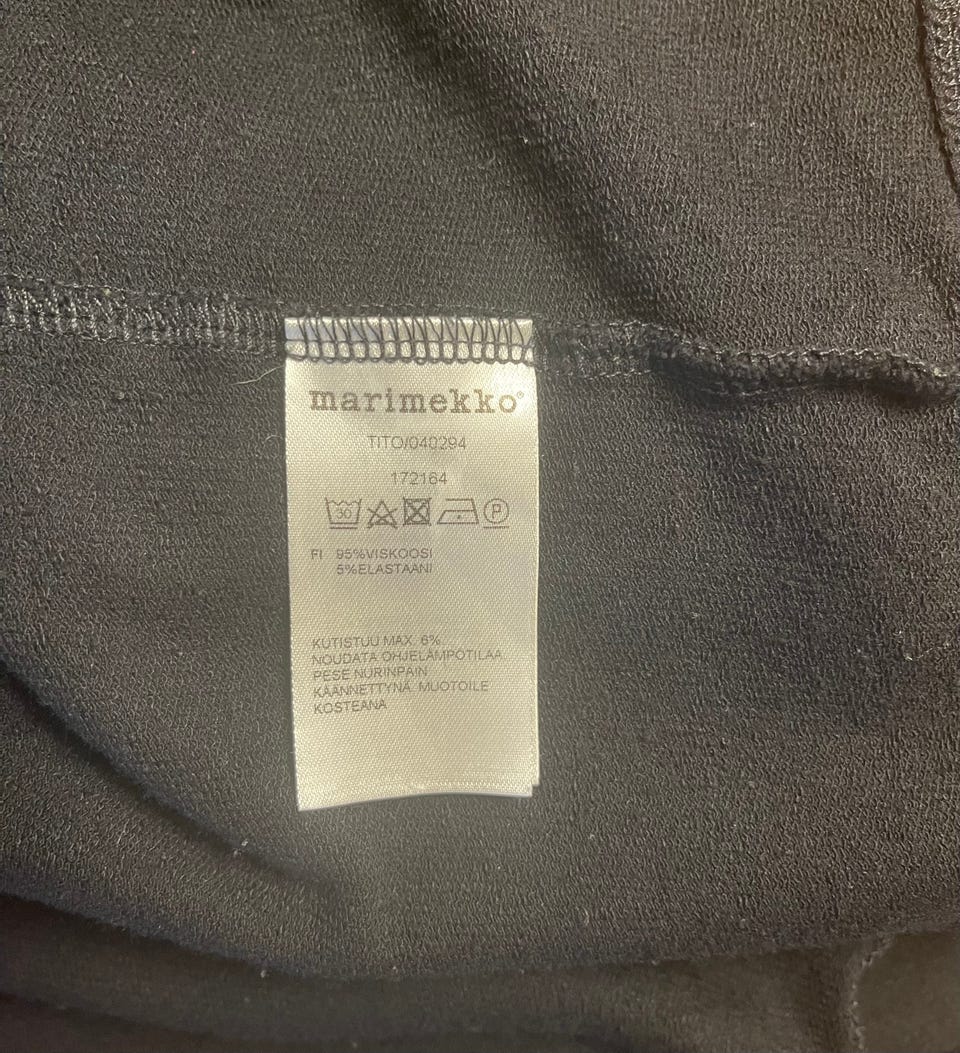 marimekko®
TITO/040294
172164
30 P
FI 95%VISKOOSI
5%ELASTAANI
KUTISTUU MAX. 6%
NOUDATA OHJELÄMPÖTILAA
PESE NURINPÄIN
KÄÄNNETTYNÄ. MUOTOILE
KOSTEANA